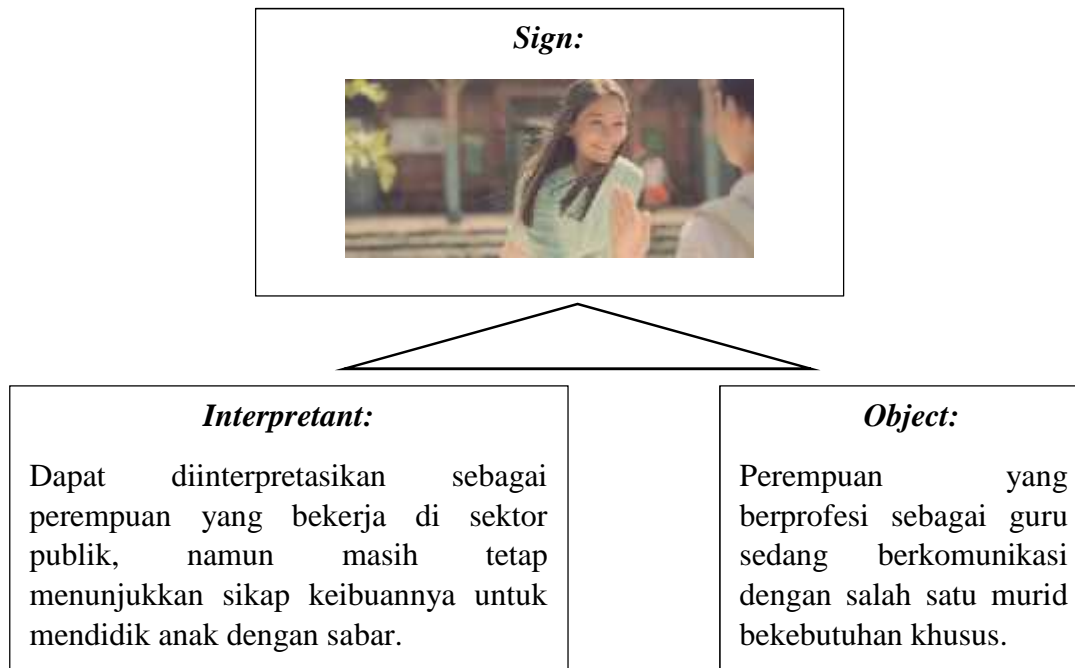 Sign:
Interpretant:
Dapat diinterpretasikan sebagai
perempuan yang bekerja di sektor
publik, namun masih tetap
menunjukkan sikap keibuannya untuk
mendidik anak dengan sabar.
Object:
Perempuan yang
berprofesi sebagai guru
sedang berkomunikasi
dengan salah satu murid
bekebutuhan khusus.